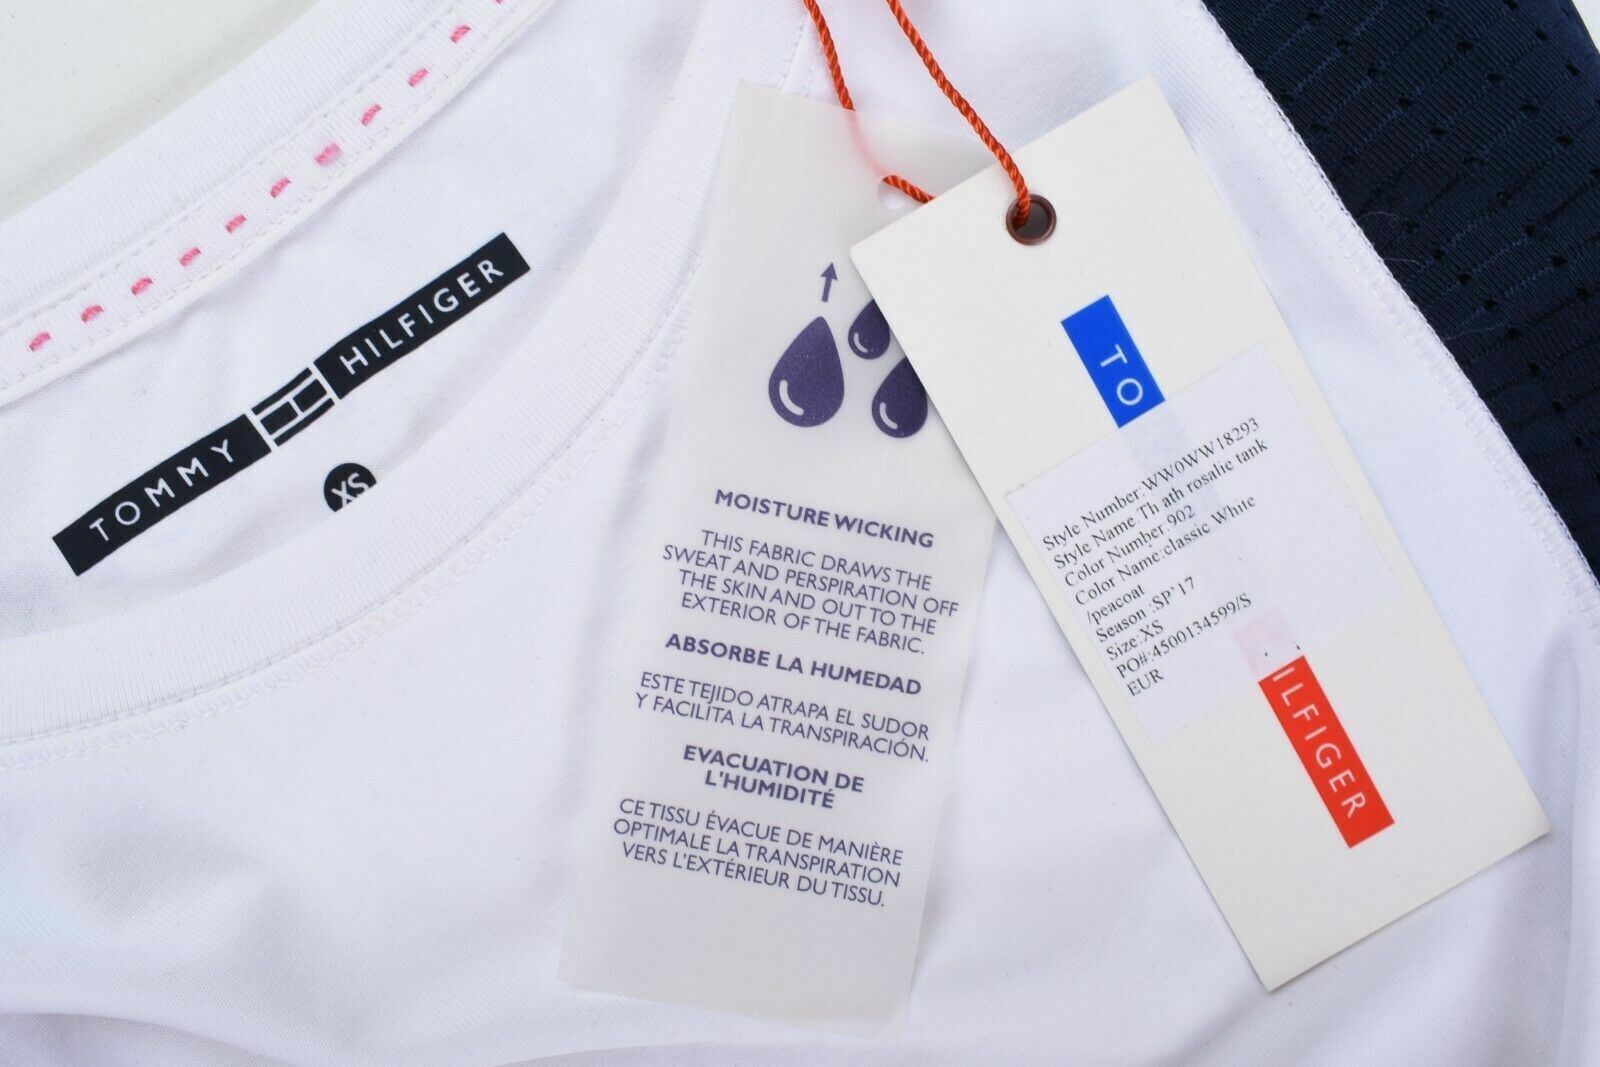 TOMMY HILFIGER
XS
MOISTURE WICKING
THIS FABRIC DRAWS THE
SWEAT AND PERSPIRATION OFF
THE SKIN AND OUT TO THE
EXTERIOR OF THE FABRIC.
ABSORBE LA HUMEDAD
ESTE TEJIDO ATRAPA EL SUDOR
Y FACILITA LA TRANSPIRACIÓN.
EVACUATION DE
L'HUMIDITÉ
CE TISSU ÉVACUE DE MANIÈRE
OPTIMALE LA TRANSPIRATION
VERS L'EXTÉRIEUR DU TISSU.
TO
Style Number:WW0WW18293
Style Name:Th ath rosalie tank
Color Number:902
Color Name:classic White
/peacoat
Season :SP'17
Size:XS
PO#:4500134599/S
EUR
ILFIGER